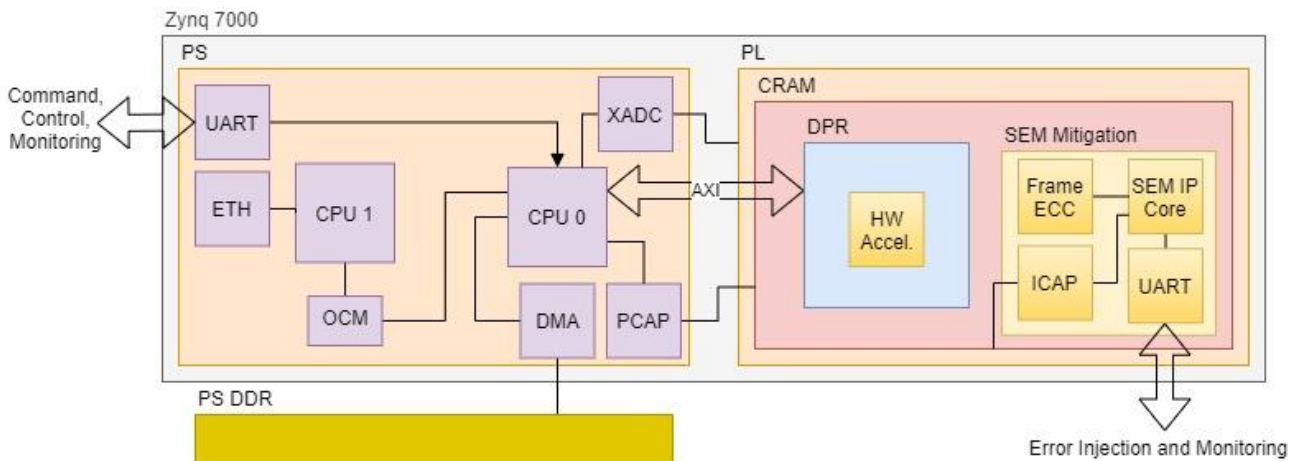 Zynq 7000
PS
PL
Command,
Control,
Monitoring
UART
XADC
CRAM
DPR
SEM Mitigation
ETH
CPU 1
CPU 0
AXI
HW
Accel.
Frame
ECC
SEM IP
Core
ICAP
UART
OCM
DMA
PCAP
PS DDR
Error Injection and Monitoring